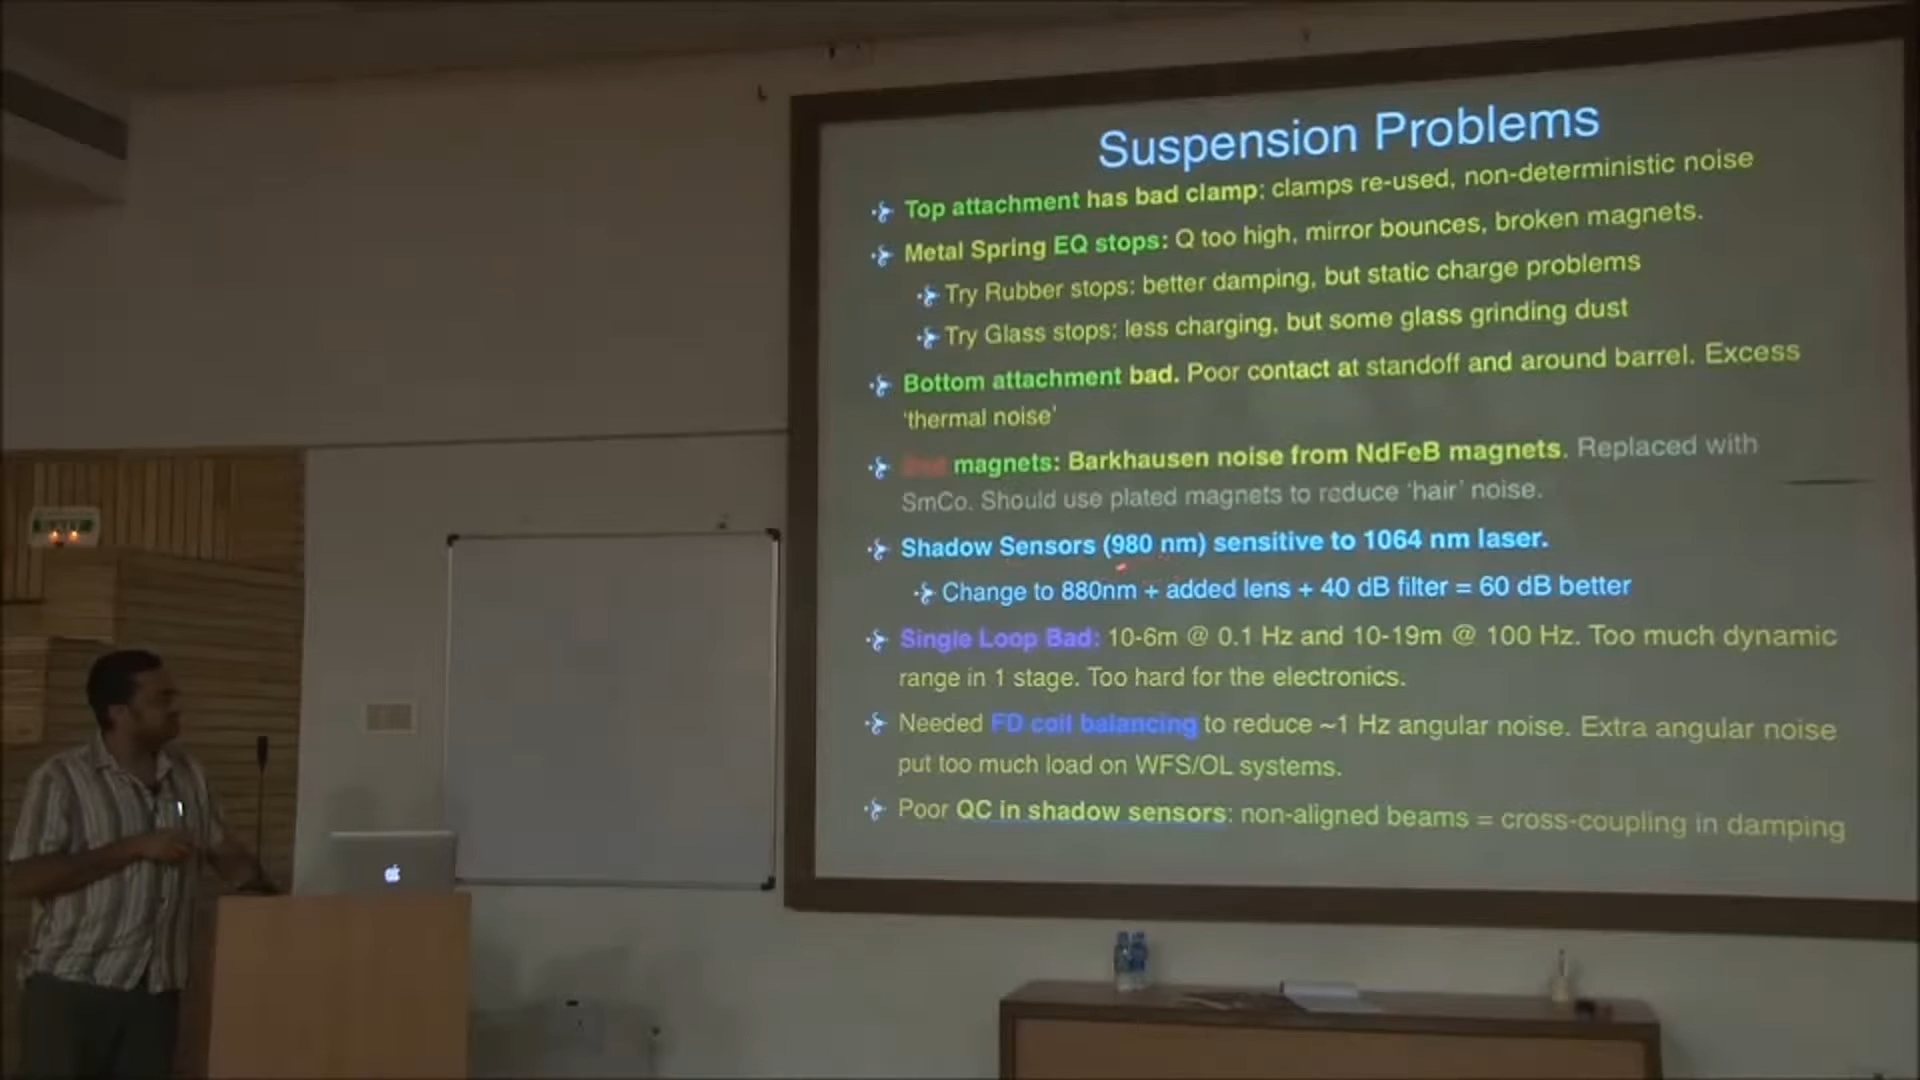 Suspension Problems
Top attachment has bad clamp: clamps re-used, non-deterministic noise
Metal Spring EQ stops: Q too high, mirror bounces, broken magnets.
Try Rubber stops: better damping, but static charge problems
Try Glass stops: less charging, but some glass grinding dust
Bottom attachment bad. Poor contact at standoff and around barrel. Excess
'thermal noise'
magnets: Barkhausen noise from NdFeB magnets. Replaced with
SmCo. Should use plated magnets to reduce 'hair' noise.
Shadow Sensors (980 nm) sensitive to 1064 nm laser.
Change to 880nm + added lens + 40 dB filter = 60 dB better
Single Loop Bad: 10-6m @ 0.1 Hz and 10-19m @ 100 Hz. Too much dynamic
range in 1 stage. Too hard for the electronics.
Needed FD coil balancing to reduce ~1 Hz angular noise. Extra angular noise
put too much load on WFS/OL systems.
Poor QC in shadow sensors: non-aligned beams = cross-coupling in damping